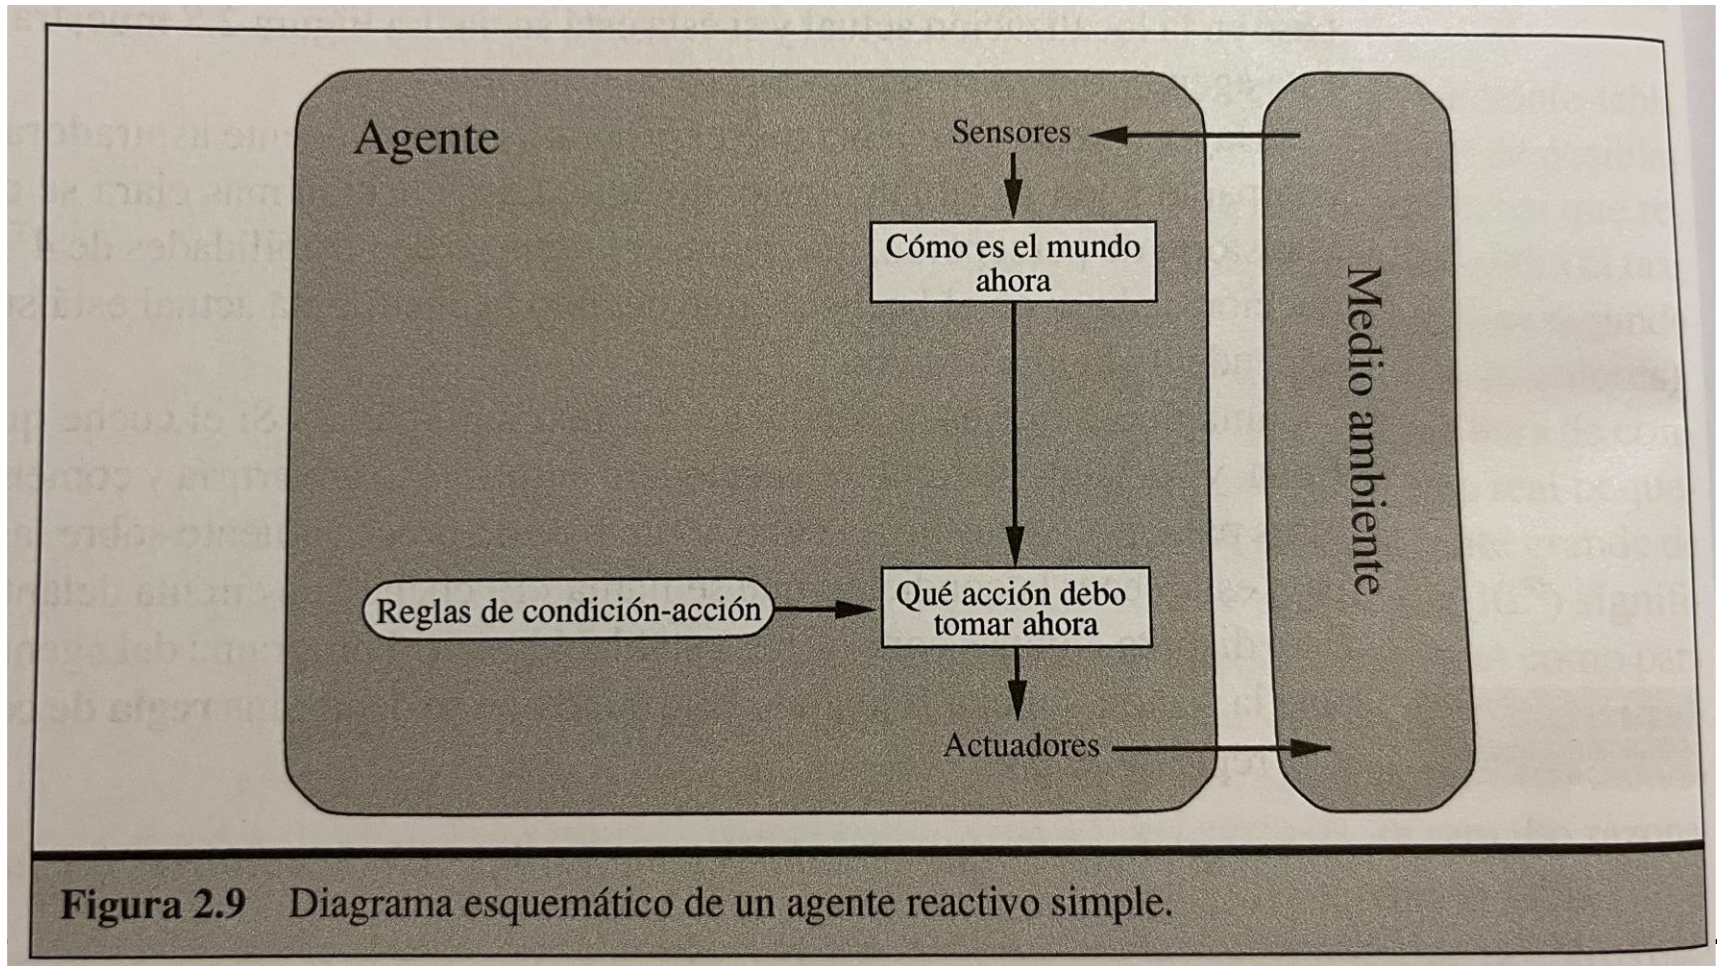 Agente
Sensores
Cómo es el mundo
ahora
Medio ambiente
Reglas de condición-acción
Qué acción debo
tomar ahora
Actuadores
Figura 2.9 Diagrama esquemático de un agente reactivo simple.